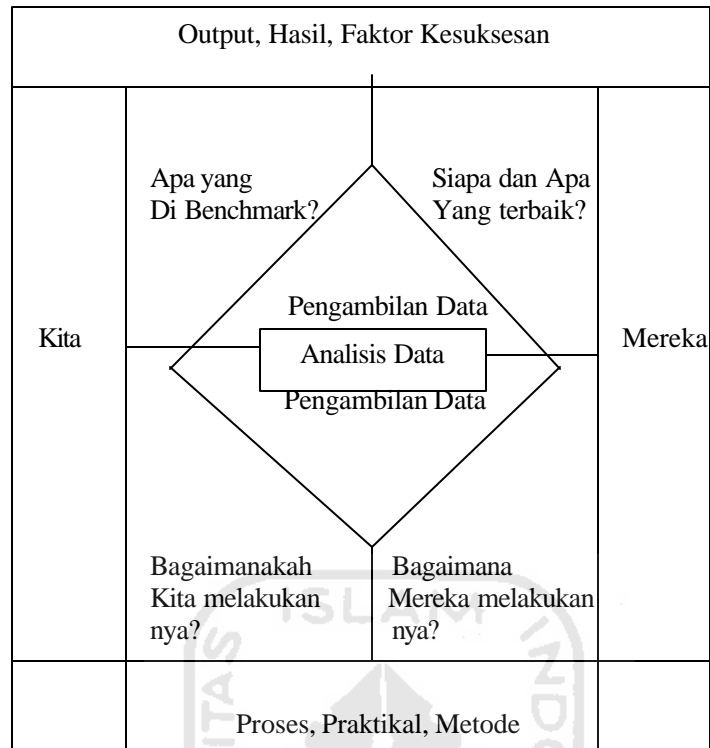 Output, Hasil, Faktor Kesuksesan
Apa yang
Di Benchmark?
Siapa dan Apa
Yang terbaik?
Pengambilan Data
Kita
Analisis Data
Mereka
Pengambilan Data
Bagaimanakah
Kita melakukan
nya?
Bagaimana
Mereka melakukan
nya?
ISLAM
Proses, Praktikal, Metode